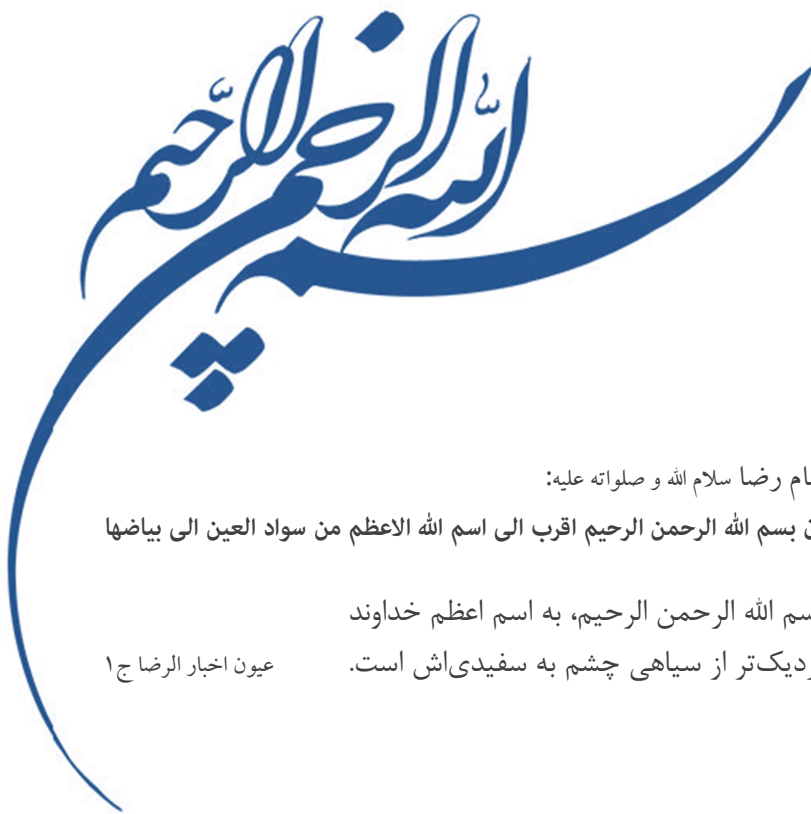 بسم الله الرحمن الرحیم
ام رضا سلام الله و صلواته علیه:
بسم الله الرحمن الرحیم اقرب الی اسم الله الاعظم من سواد العین الی بیاضها
سم الله الرحمن الرحیم، به اسم اعظم خداوند
زدیک‌تر از سیاهی چشم به سفیدی‌اش است. عیون اخبار الرضا ج۱